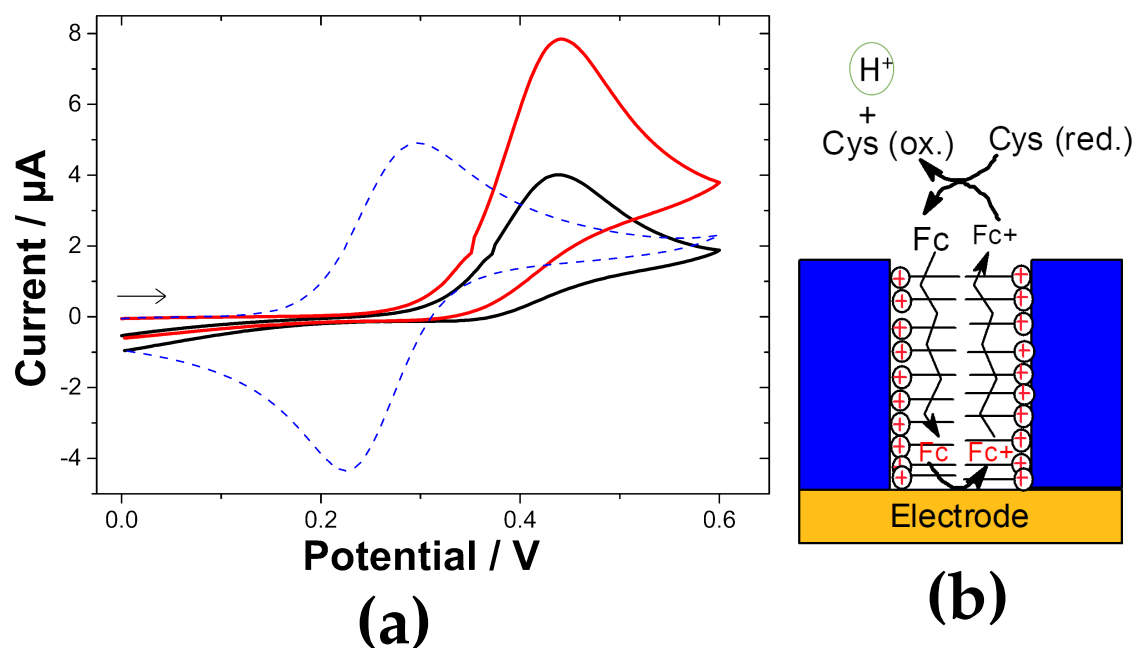 8
6
4
2
0
-2
-4
Current / µA
0.0 0.2 0.4 0.6
Potential / V
(a)
H+
+
Cys (ox.) Cys (red.)
Fc Fc+
+ +
+ +
+ +
+ +
+ +
+ +
+ +
+ +
Fc Fc+
+ +
+ +
Electrode
(b)